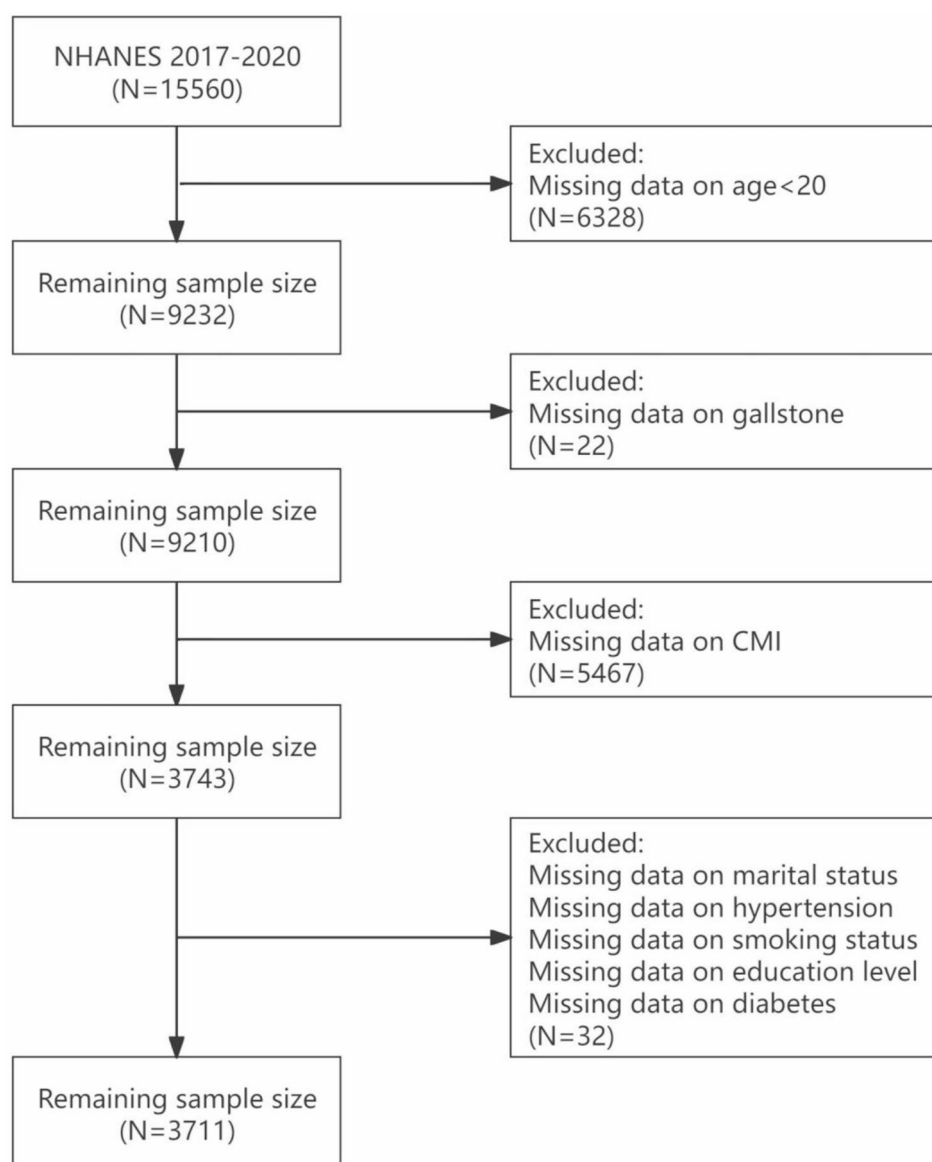 NHANES 2017-2020
(N=15560)
Excluded:
Missing data on age<20
(N=6328)
Remaining sample size
(N=9232)
Excluded:
Missing data on gallstone
(N=22)
Remaining sample size
(N=9210)
Excluded:
Missing data on CMI
(N=5467)
Remaining sample size
(N=3743)
Excluded:
Missing data on marital status
Missing data on hypertension
Missing data on smoking status
Missing data on education level
Missing data on diabetes
(N=32)
Remaining sample size
(N=3711)